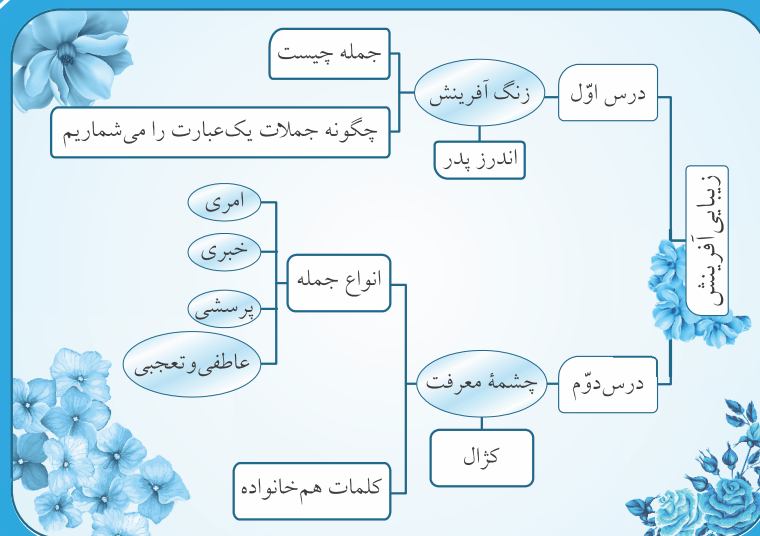 زیبایی آفرینش
درس اوّل
زنگ آفرینش
جمله چیست
چگونه جملات یک‌عبارت را می‌شماریم
اندرز پدر
درس‌دوّم
چشمهٔ معرفت
انواع جمله
امری
خبری
پرسشی
عاطفی‌و‌تعجبی
کژال
کلمات هم‌خانواده